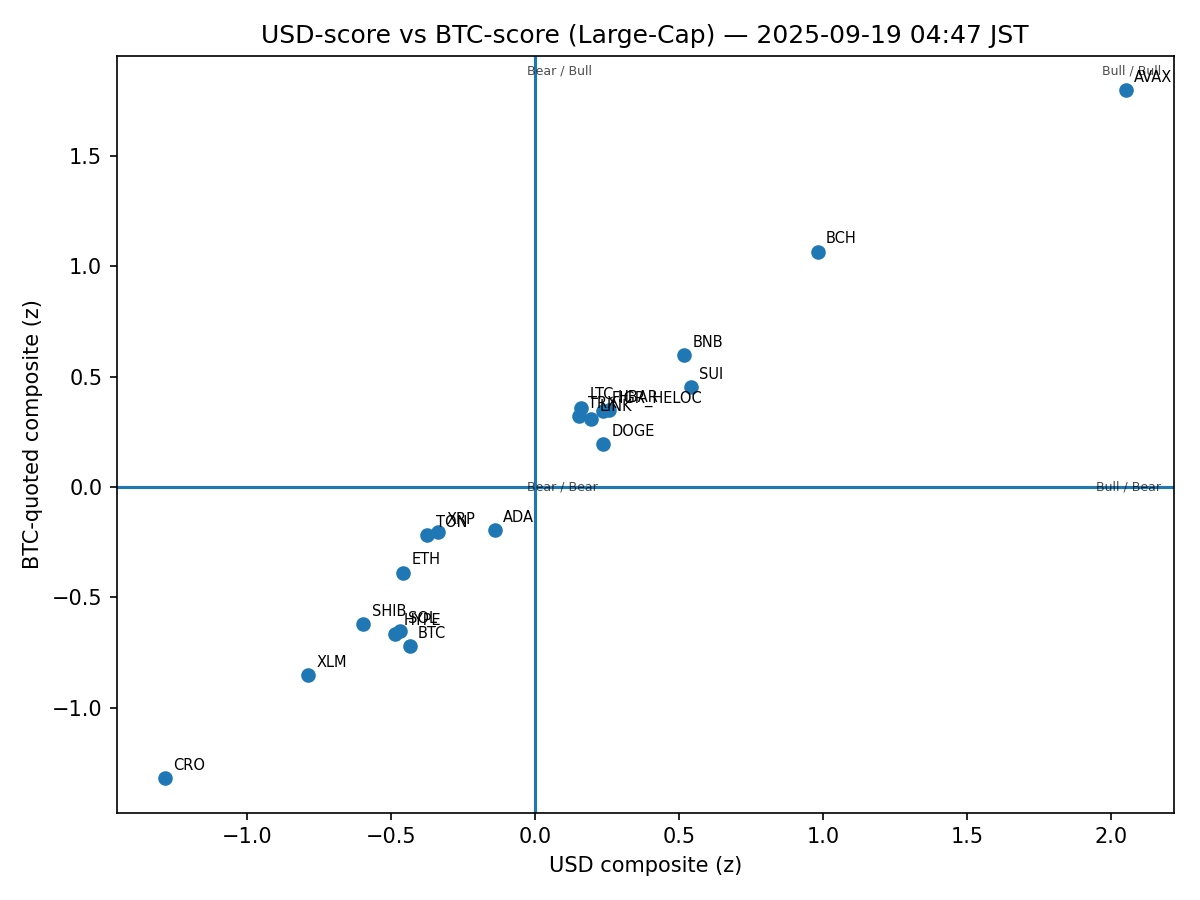 USD-score vs BTC-score (Large-Cap) — 2025-09-19 04:47 JST
Bear / Bull
Bull / Bull
AVAX
1.5
BCH
1.0
BNB
SUI
0.5
LTC
HBAR
FIGR_HELOC
TRX
LINK
DOGE
0.0
Bear / Bear
Bull / Bear
ADA
XRP
TON
ETH
−0.5
SHIB
SOL
HYPE
BTC
XLM
−1.0
CRO
−1.0
−0.5
0.0
0.5
1.0
1.5
2.0
USD composite (z)
BTC-quoted composite (z)